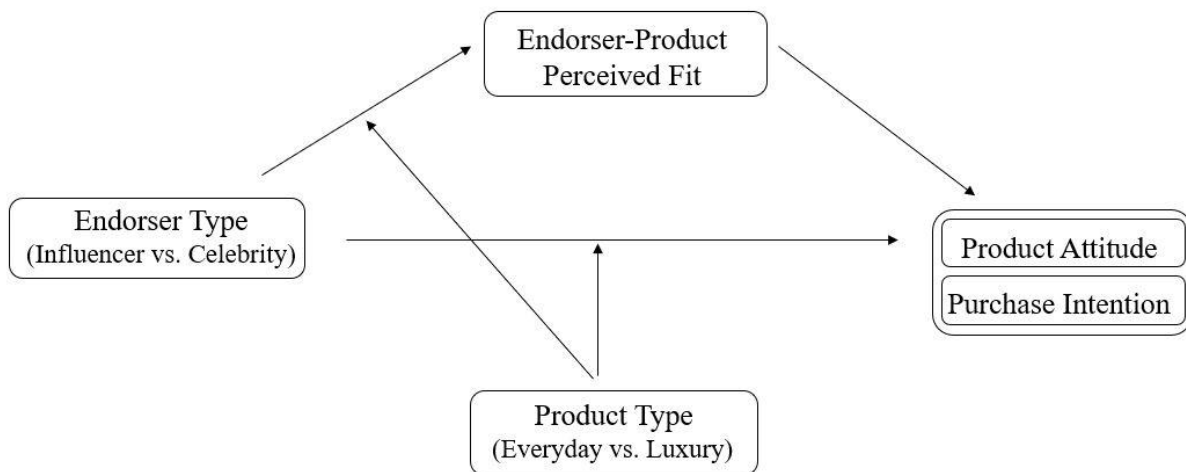 Endorser-Product
Perceived Fit
Endorser Type
(Influencer vs. Celebrity)
Product Attitude
Purchase Intention
Product Type
(Everyday vs. Luxury)